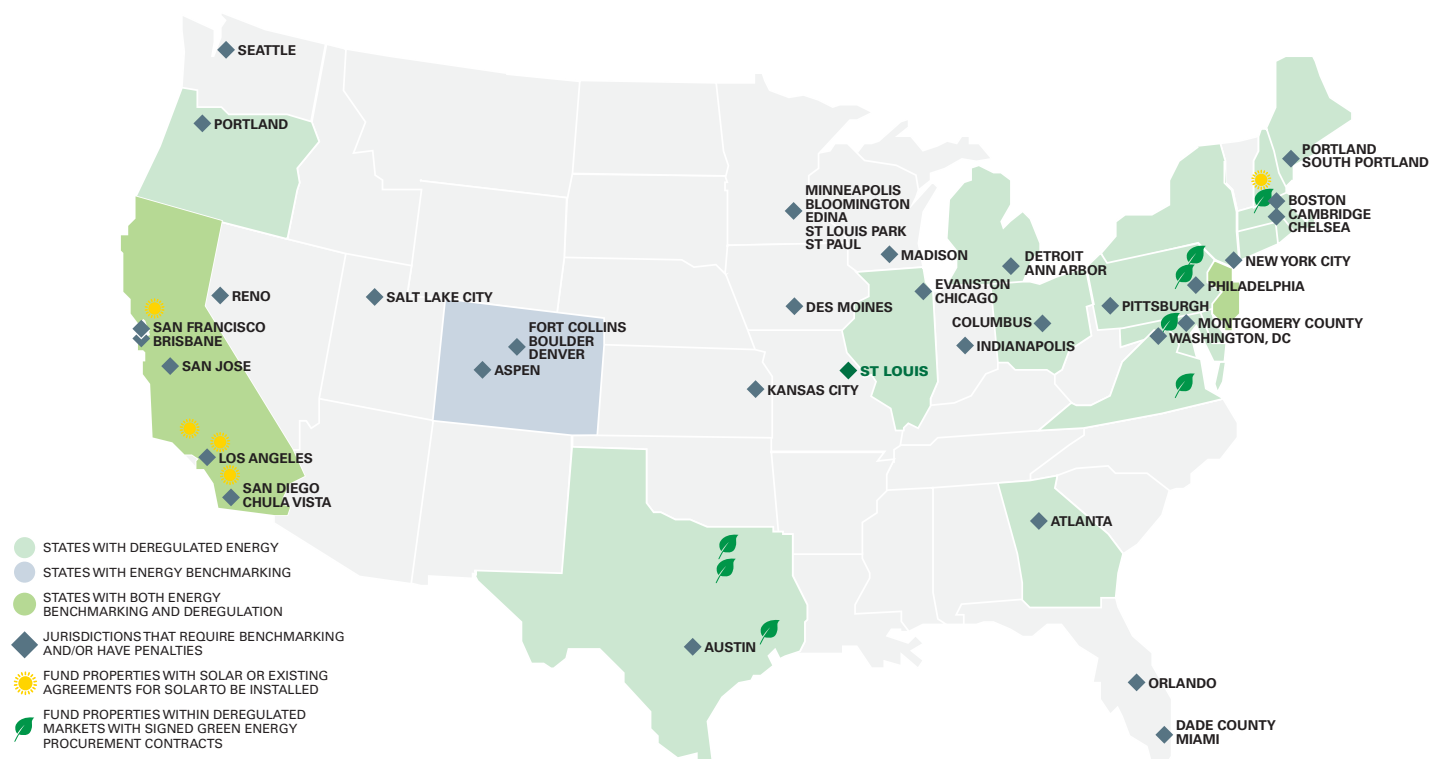 SEATTLE
PORTLAND
PORTLAND
SOUTH PORTLAND
MINNEAPOLIS
BLOOMINGTON
EDINA
ST LOUIS PARK
ST PAUL
BOSTON
CAMBRIDGE
CHELSEA
MADISON
DETROIT
ANN ARBOR
NEW YORK CITY
RENO
SALT LAKE CITY
EVANSTON
CHICAGO
PHILADELPHIA
DES MOINES
PITTSBURGH
SAN FRANCISCO
BRISBANE
FORT COLLINS
BOULDER
DENVER
COLUMBUS
MONTGOMERY COUNTY
WASHINGTON, DC
INDIANAPOLIS
SAN JOSE
ASPEN
ST LOUIS
KANSAS CITY
LOS ANGELES
SAN DIEGO
CHULA VISTA
ATLANTA
AUSTIN
ORLANDO
DADE COUNTY
MIAMI
STATES WITH DEREGULATED ENERGY
STATES WITH ENERGY BENCHMARKING
STATES WITH BOTH ENERGY
BENCHMARKING AND DEREGULATION
JURISDICTIONS THAT REQUIRE BENCHMARKING
AND/OR HAVE PENALTIES
FUND PROPERTIES WITH SOLAR OR EXISTING
AGREEMENTS FOR SOLAR TO BE INSTALLED
FUND PROPERTIES WITHIN DEREGULATED
MARKETS WITH SIGNED GREEN ENERGY
PROCUREMENT CONTRACTS